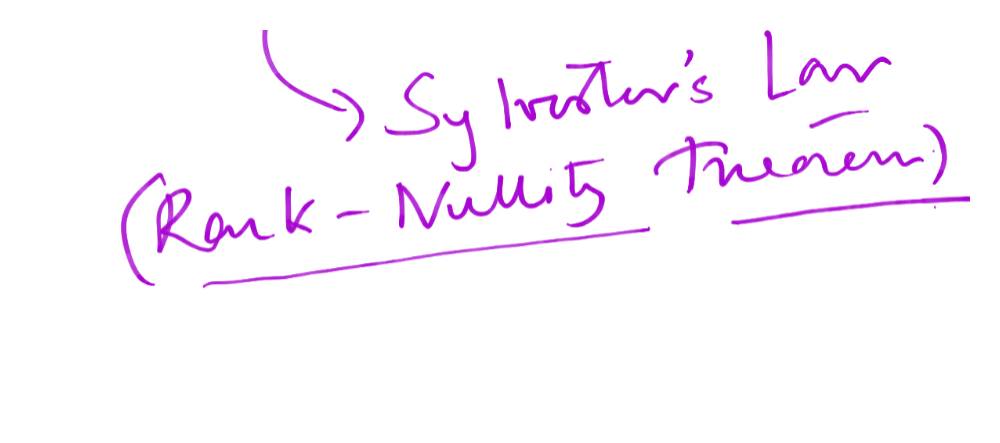 → Sylvester's Law
(Rank - Nullity Theorem)